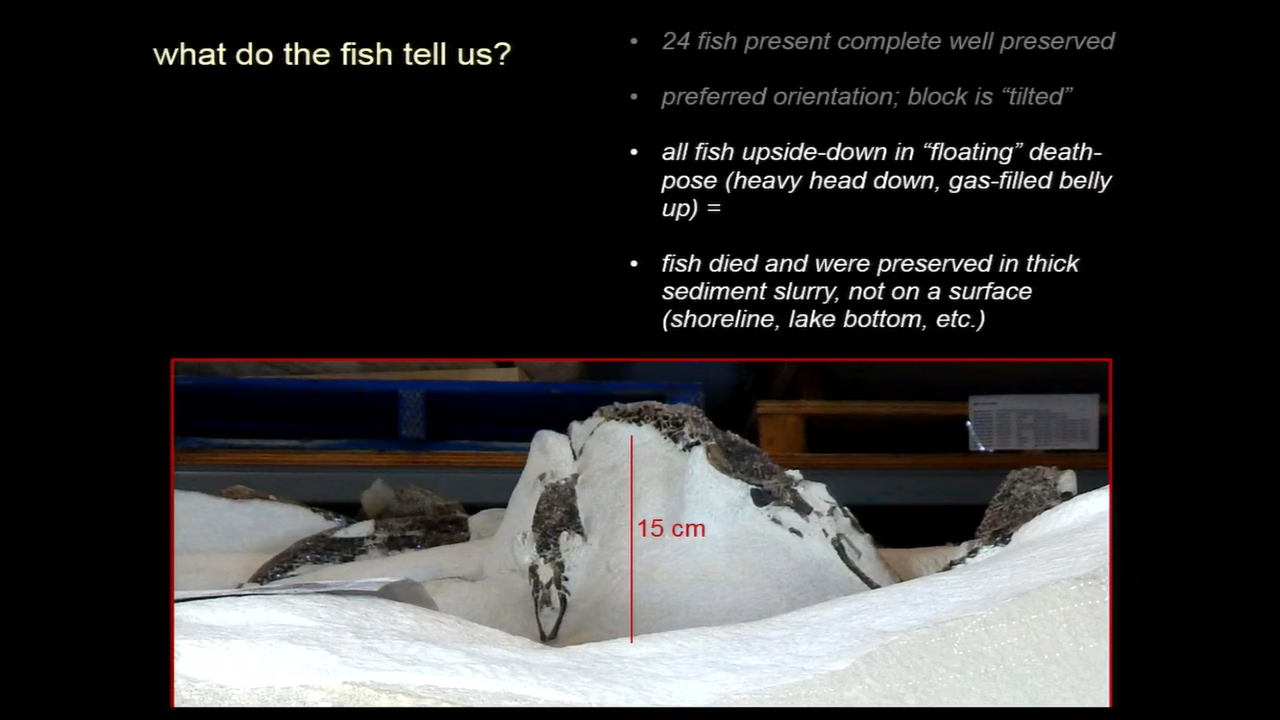 what do the fish tell us?
• 24 fish present complete well preserved
• preferred orientation; block is “tilted”
• all fish upside-down in “floating” death-
pose (heavy head down, gas-filled belly
up) =
• fish died and were preserved in thick
sediment slurry, not on a surface
(shoreline, lake bottom, etc.)
15 cm